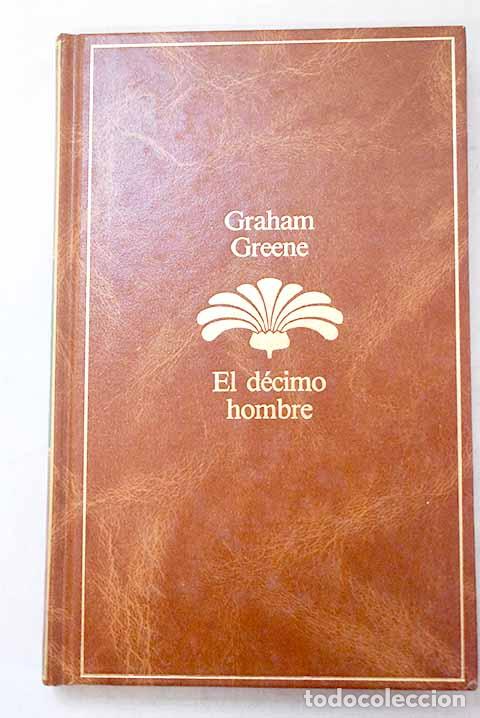 Graham
Greene
El décimo
hombre
todocoleccion